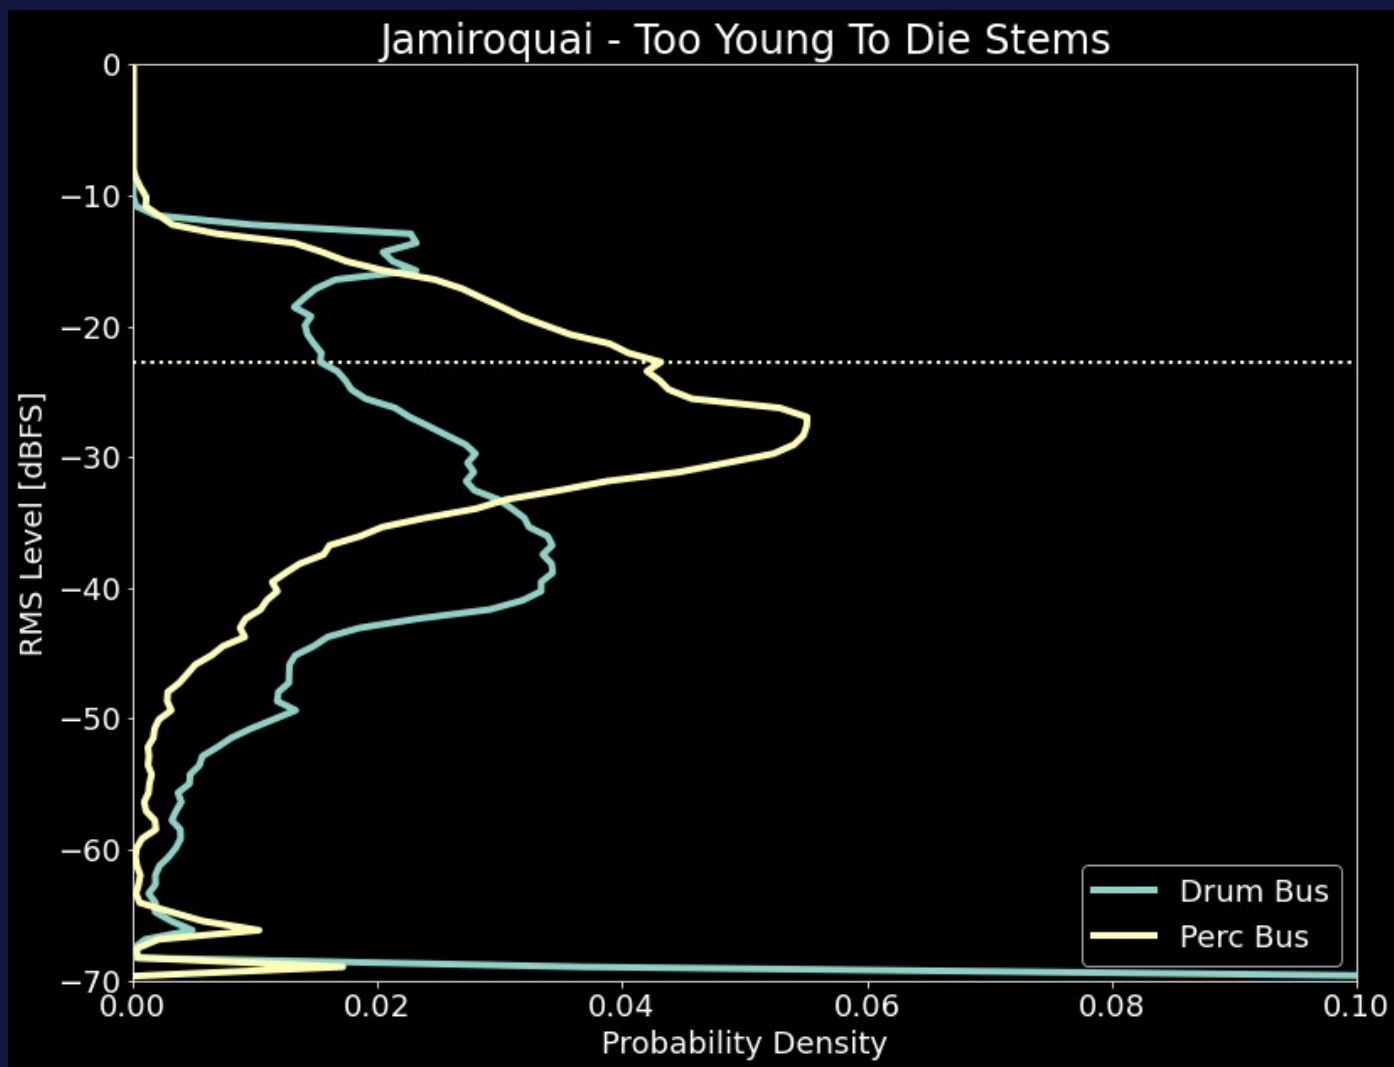 Jamiroquai - Too Young To Die Stems
0
−10
−20
−30
−40
−50
−60
−70
RMS Level [dBFS]
Drum Bus
Perc Bus
0.00 0.02 0.04 0.06 0.08 0.10
Probability Density